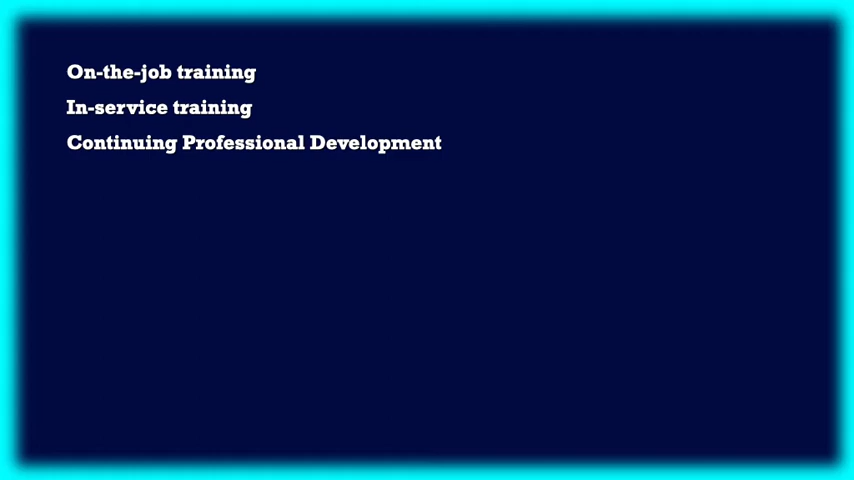 On-the-job training
In-service training
Continuing Professional Development